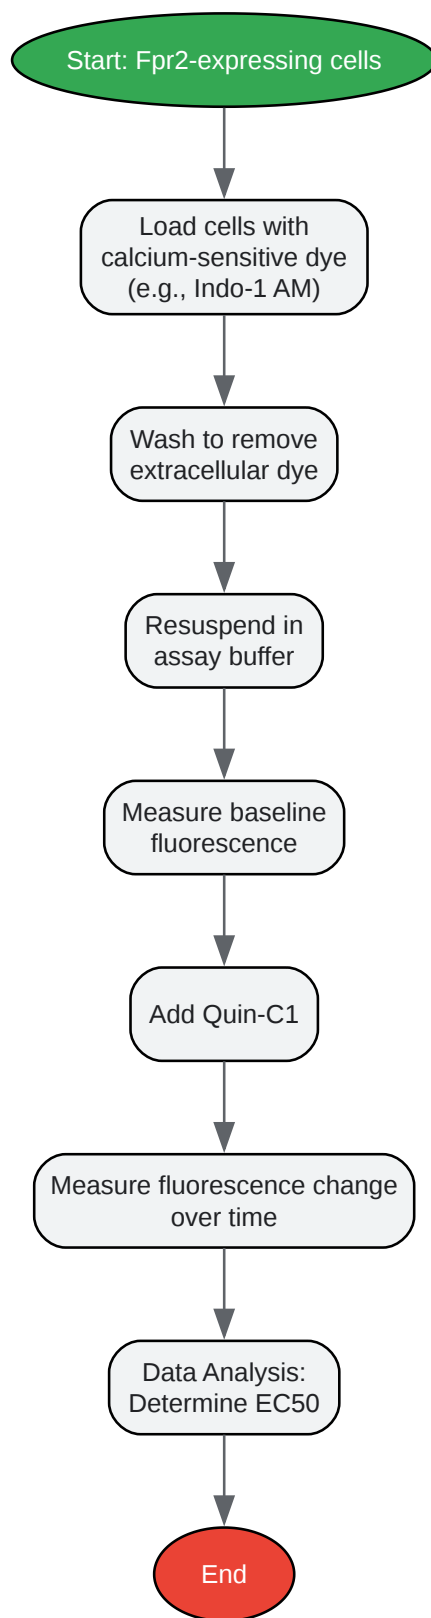 Start: Fpr2-expressing cells
Load cells with
calcium-sensitive dye
(e.g., Indo-1 AM)
Wash to remove
extracellular dye
Resuspend in
assay buffer
Measure baseline
fluorescence
Add Quin-C1
Measure fluorescence change
over time
Data Analysis:
Determine EC50
End